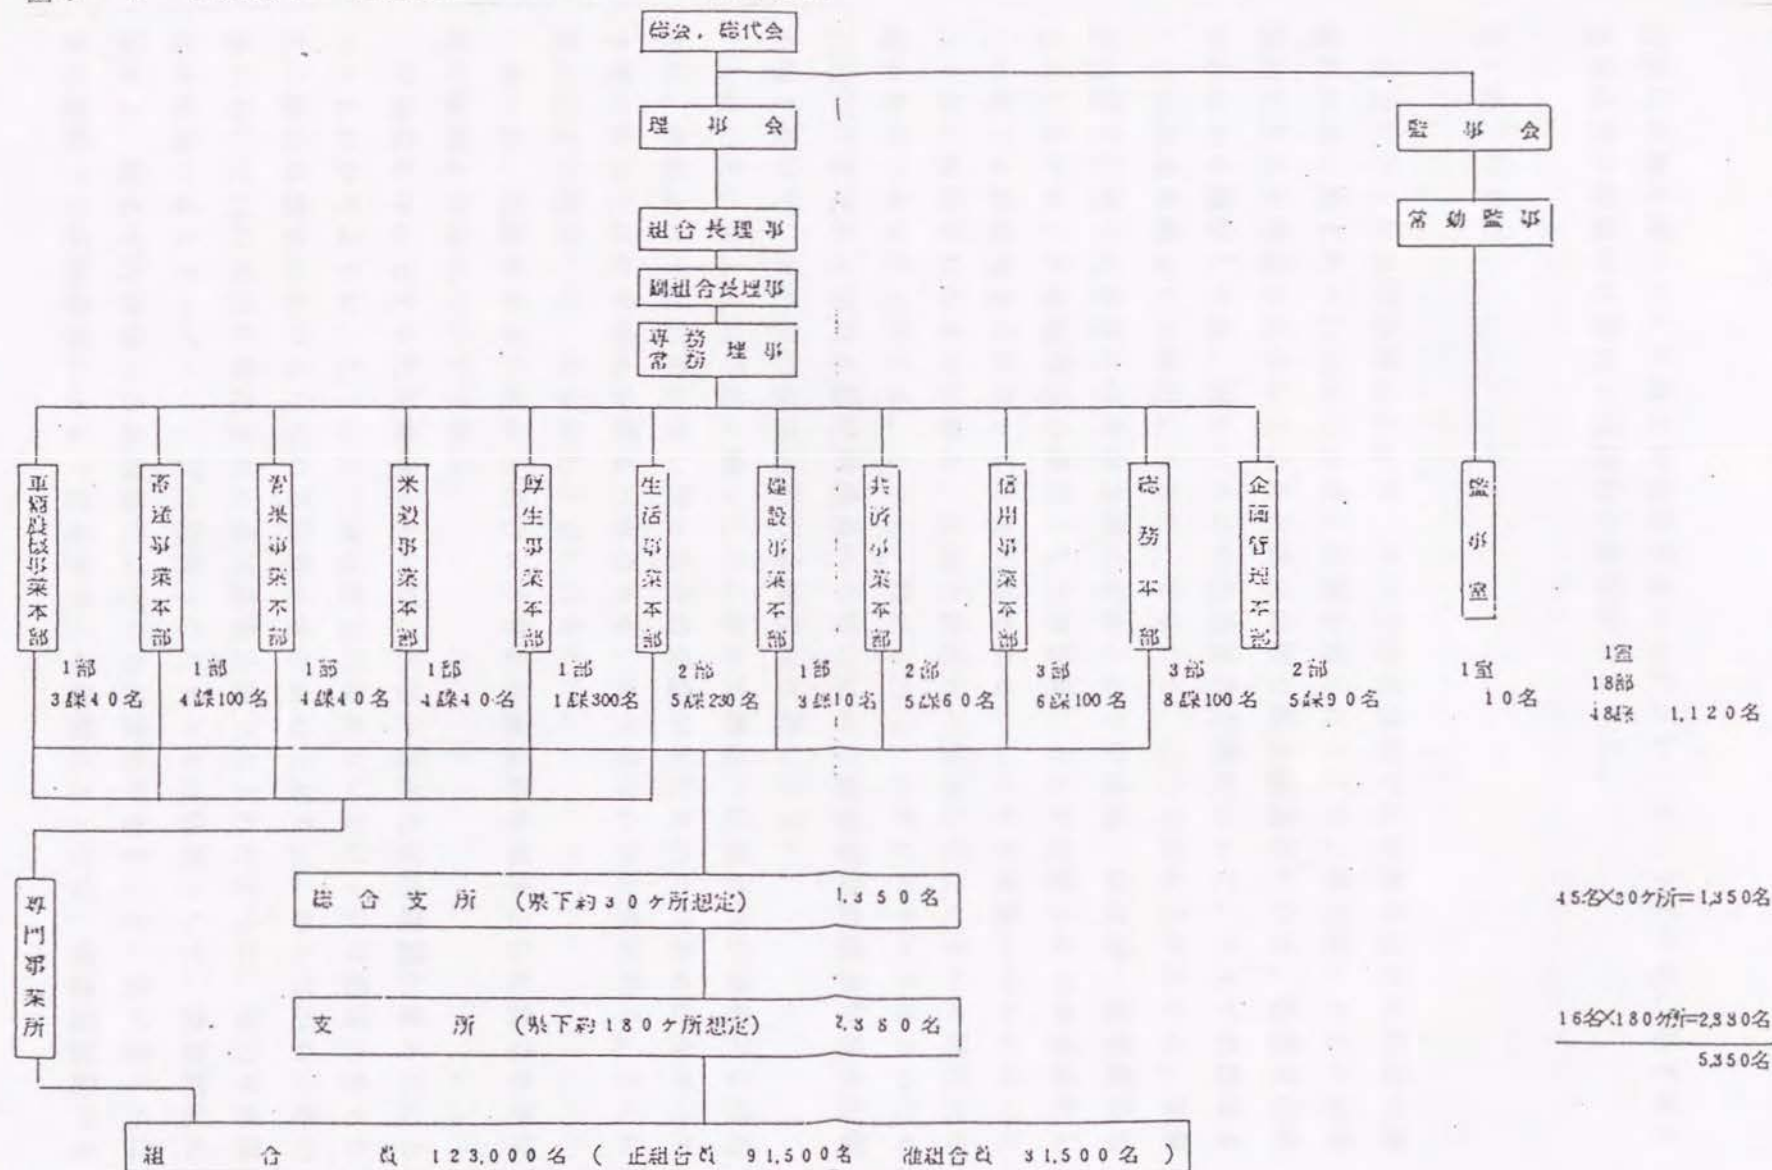 総会,総代会
理事会
監事会
組合長理事
常勤監事
副組合長理事
専務
常務 理事
車輌農機事業本部
畜産事業本部
青果事業本部
米穀事業本部
厚生事業本部
生活事業本部
建設事業本部
共済事業本部
信用事業本部
総務本部
企画管理本部
監事室
1部
3課40名
1部
4課100名
1部
4課40名
1部
4課40名
1部
1課300名
2部
5課230名
1部
3課10名
2部
5課60名
3部
6課100名
3部
8課100名
2部
5課90名
1室
10名
1室
18部
48課 1,120名
専門事業所
総合支所 (県下約30ケ所想定) 1,350名
45名×30ケ所=1,350名
支所 (県下約180ケ所想定) 2,880名
16名×180ケ所=2,880名
5,350名
組合員 123,000名 ( 正組合員 91,500名 准組合員 31,500名 )